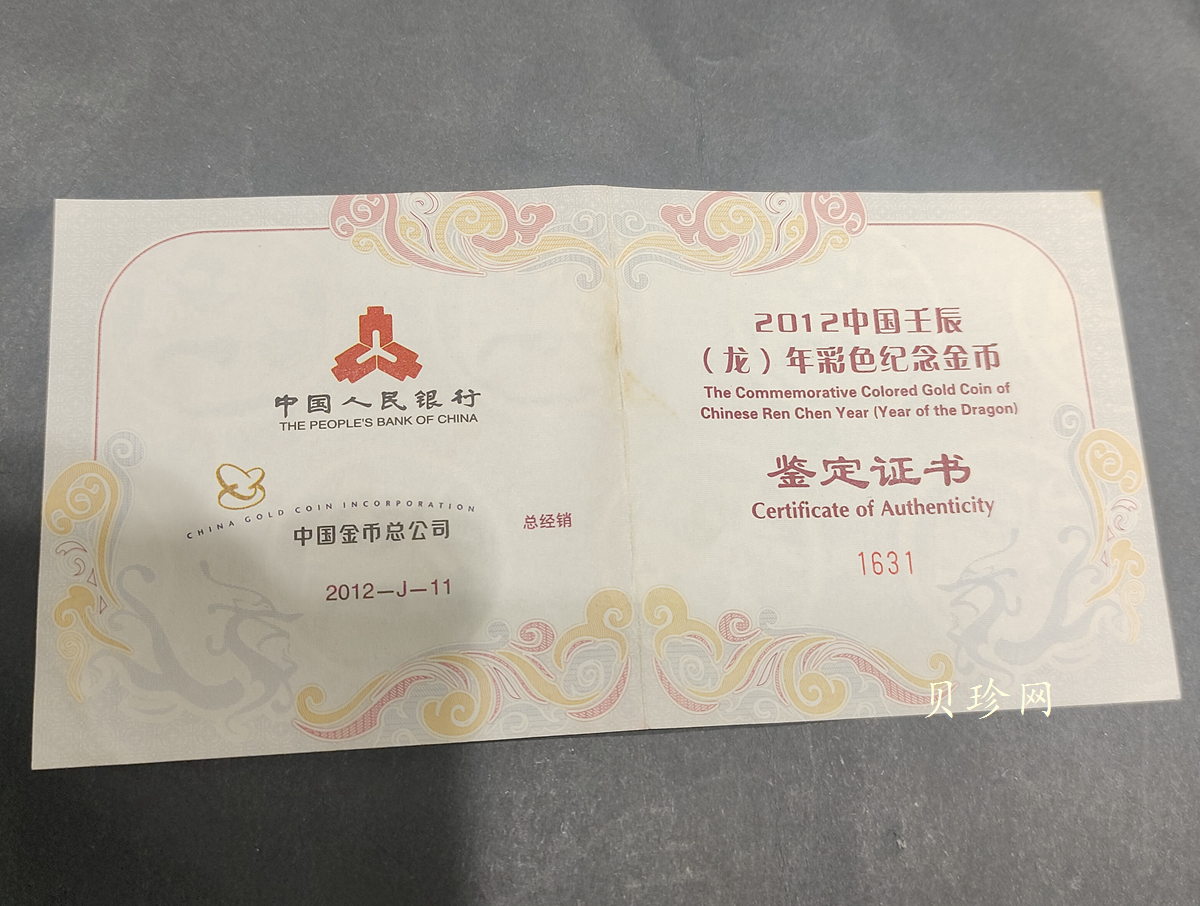 中国人民银行
THE PEOPLE'S BANK OF CHINA
CHINA GOLD COIN INCORPORATION
中国金币总公司
总经销
2012—J—11
2012中国壬辰
（龙）年彩色纪念金币
The Commemorative Colored Gold Coin of
Chinese Ren Chen Year (Year of the Dragon)
鉴定证书
Certificate of Authenticity
1631
贝珍网